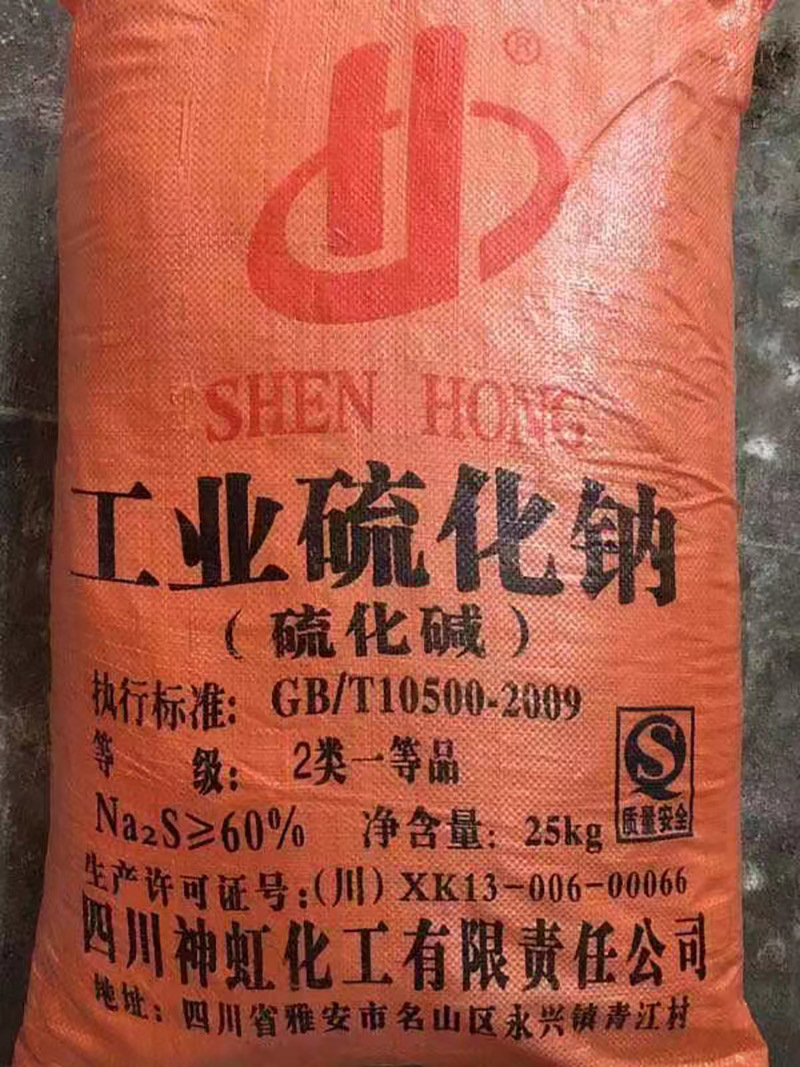 ®
SHEN HONG
工业硫化钠
（硫化碱）
执行标准：GB/T10500-2009
等 级：2类一等品
Na₂S≥60% 净含量：25kg
质量安全
生产许可证号：(川) XK13-006-00066
四川神虹化工有限责任公司
地址：四川省雅安市名山区永兴镇青江村